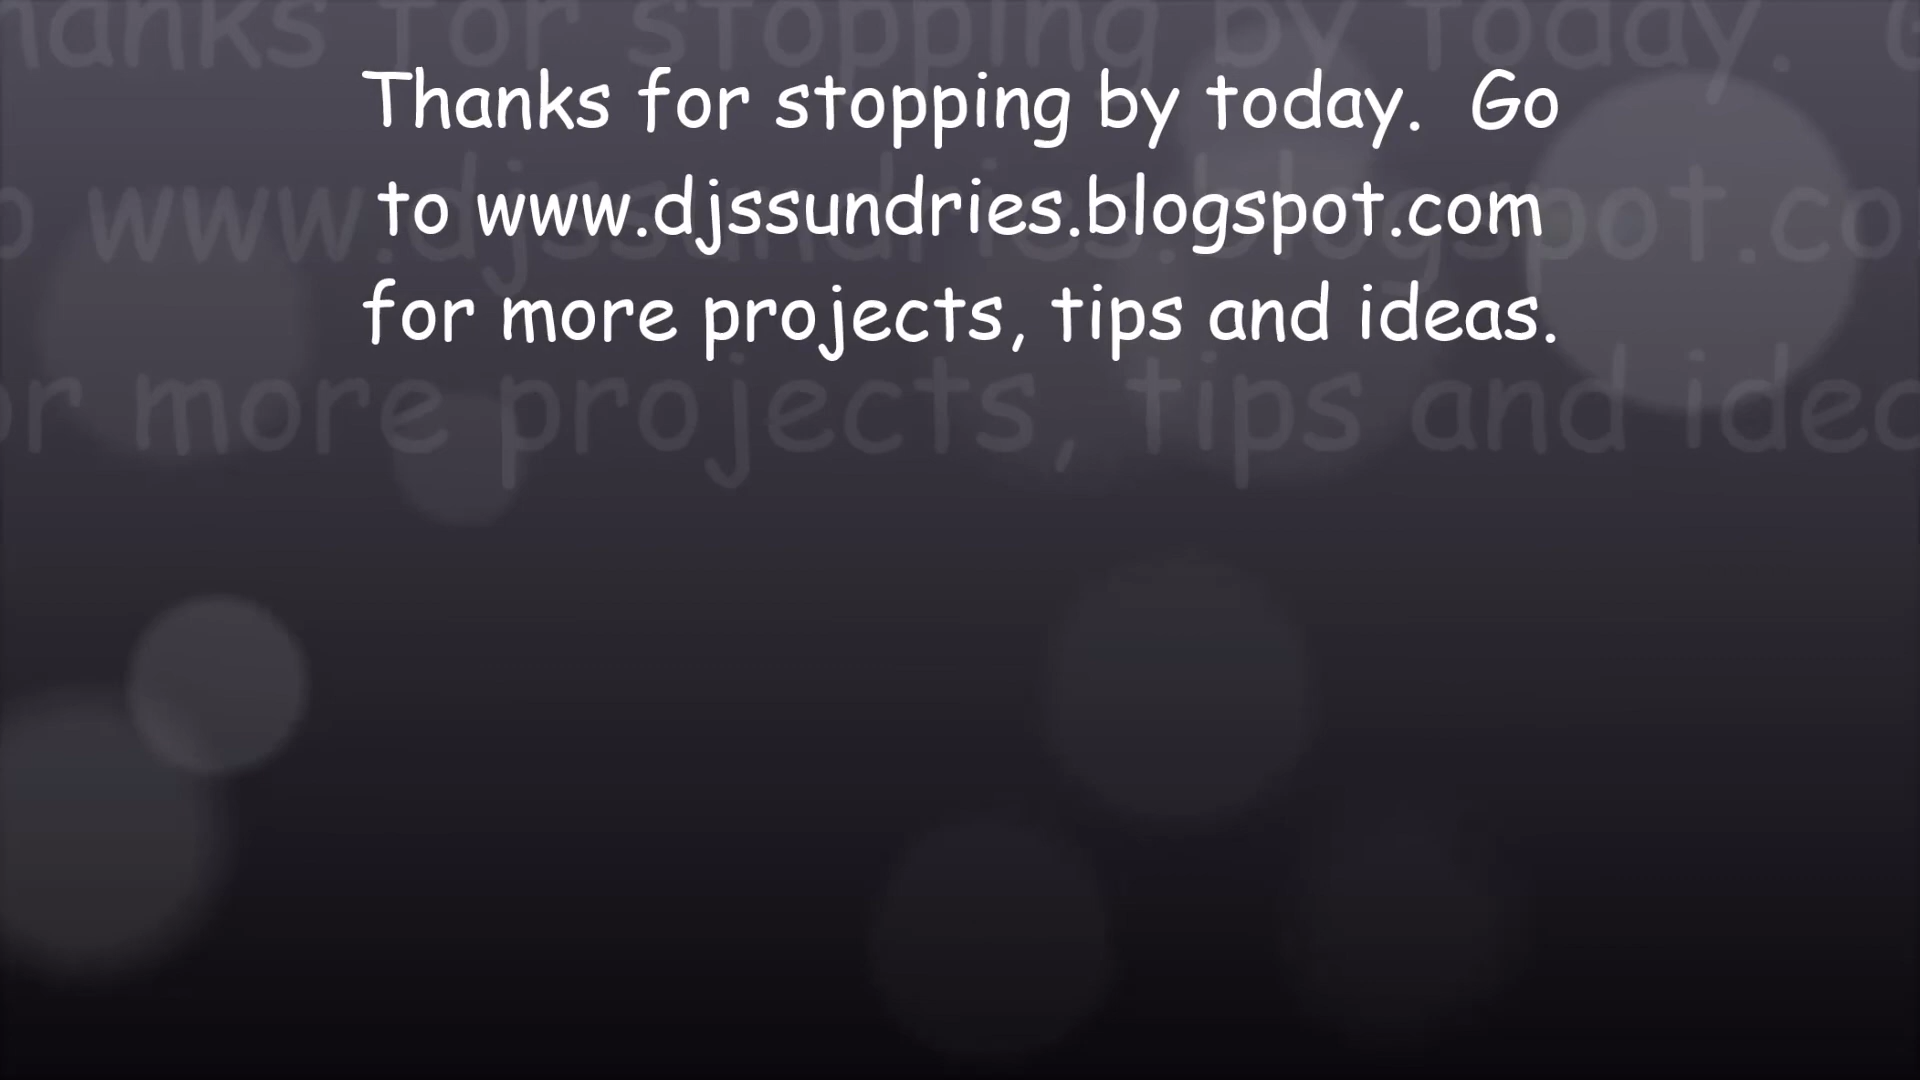 Thanks for stopping by today.  Go
to www.djssundries.blogspot.com
for more projects, tips and ideas.